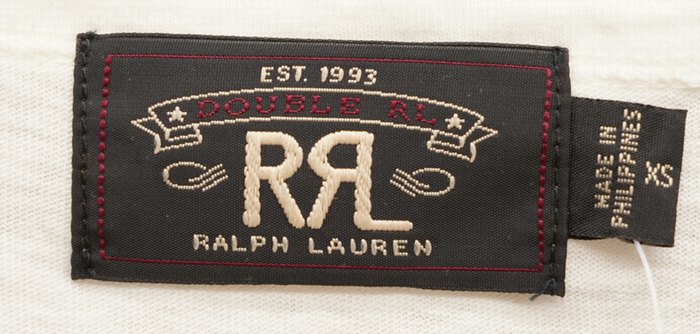 EST. 1993
DOUBLE RL
RRL
RALPH LAUREN
MADE IN
PHILIPPINES
XS